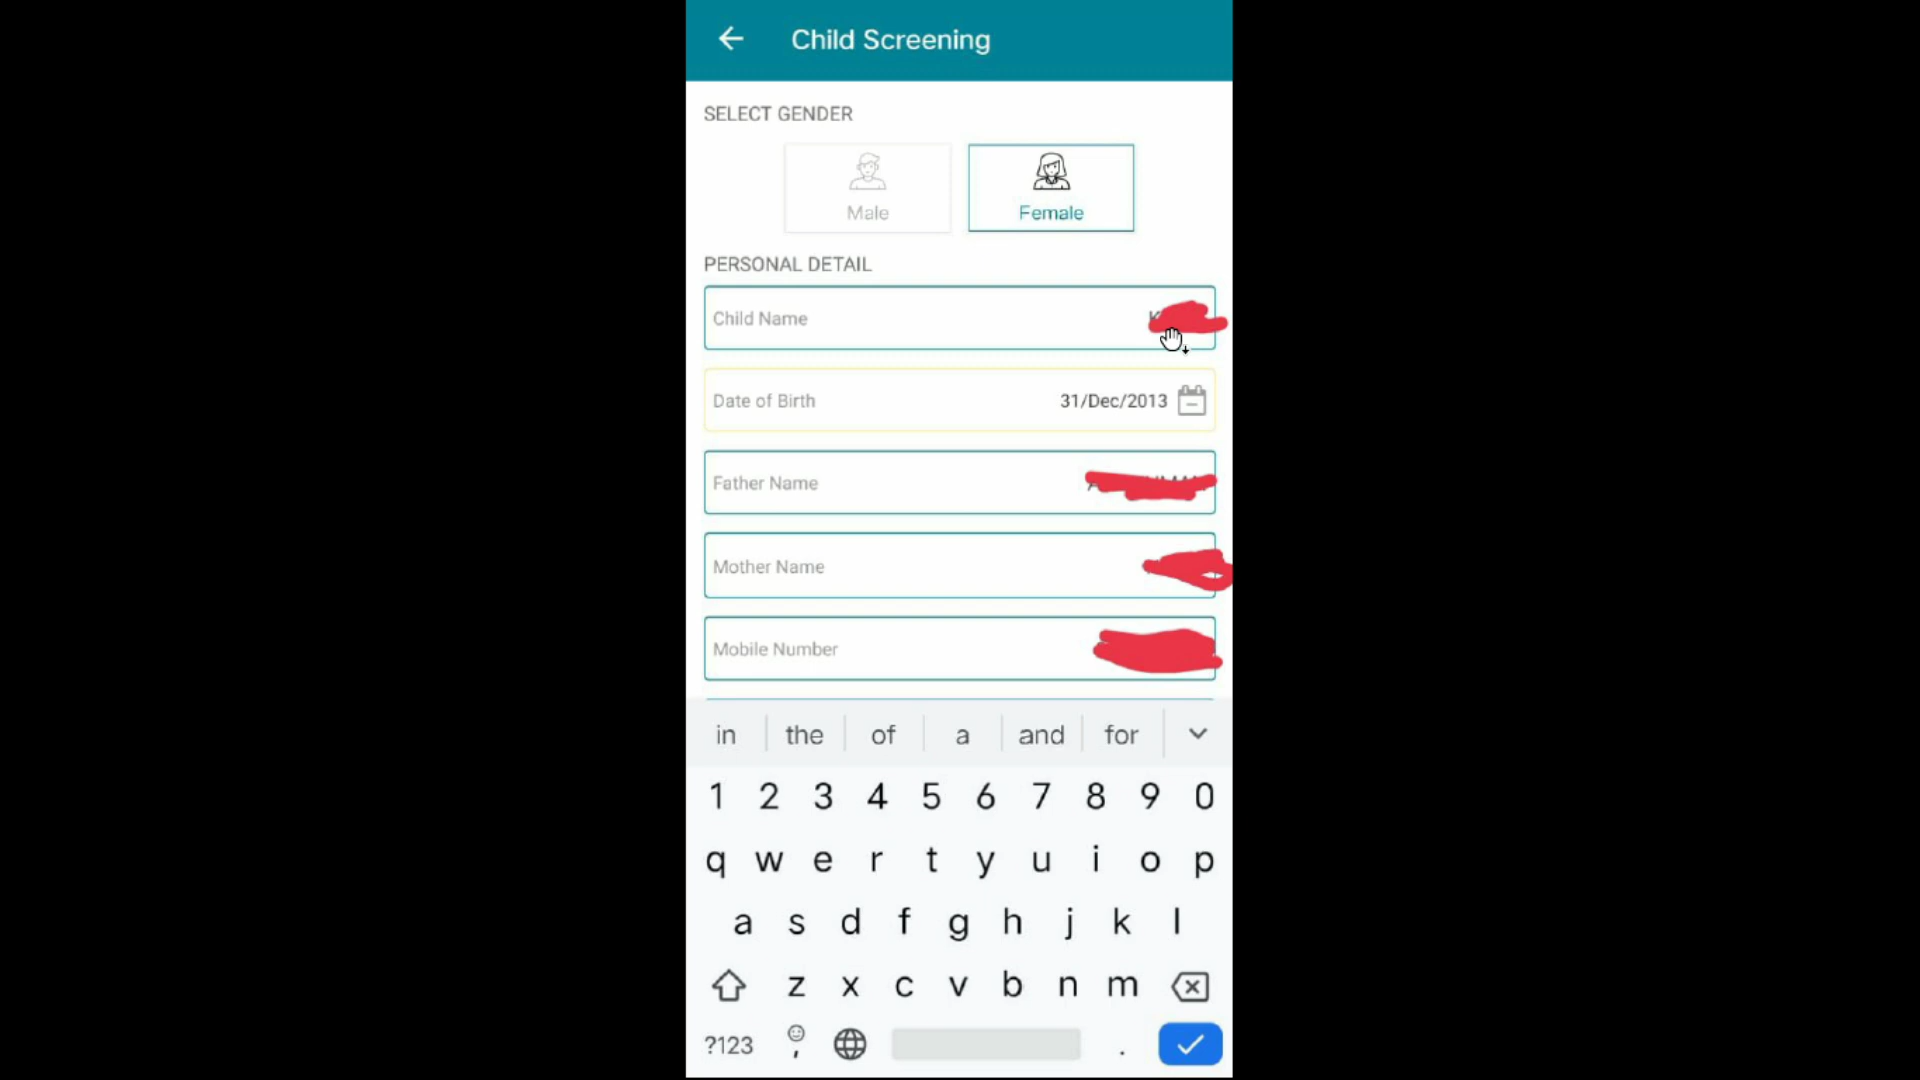 Child Screening
SELECT GENDER
Male Female
PERSONAL DETAIL
Child Name
Date of Birth 31/Dec/2013
Father Name
Mother Name
Mobile Number
in the of a and for
1 2 3 4 5 6 7 8 9 0
q w e r t y u i o p
a s d f g h j k l
z x c v b n m
?123 , .